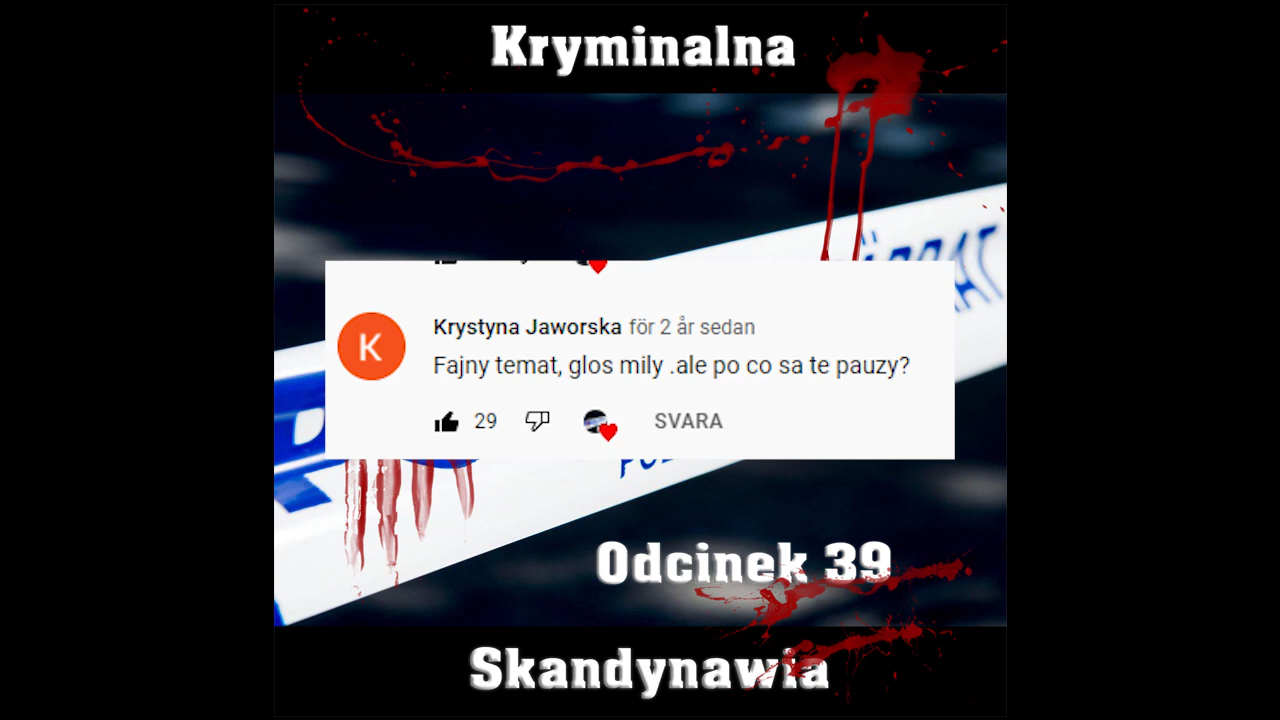 Kryminalna
Krystyna Jaworska för 2 år sedan
K
Fajny temat, glos mily .ale po co sa te pauzy?
29 SVARA
Odcinek 39
Skandynawia